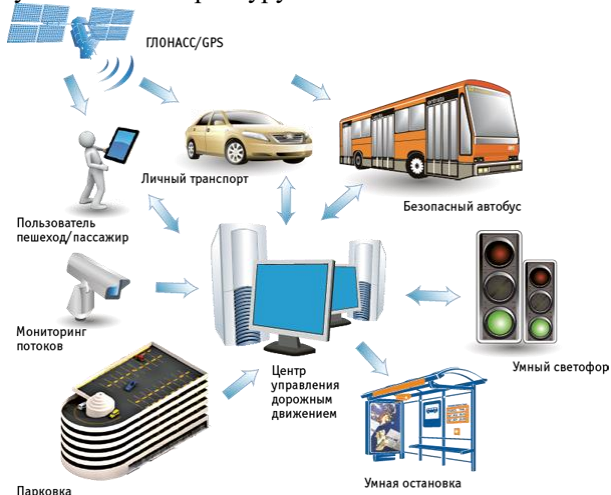 ГЛОНАСС/GPS
Личный транспорт
Безопасный автобус
Пользователь
пешеход/пассажир
Мониторинг
потоков
Центр
управления
дорожным
движением
Умный светофор
Парковка
Умная остановка